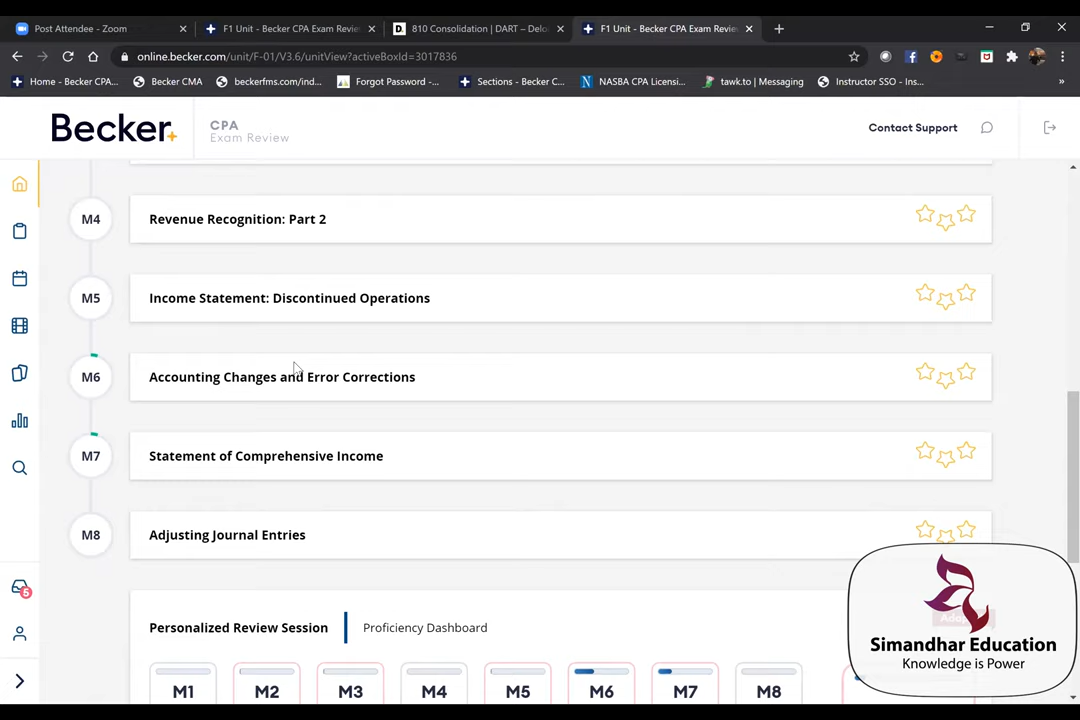 Post Attendee - Zoom
F1 Unit - Becker CPA Exam Revie
810 Consolidation | DART – Delo
F1 Unit - Becker CPA Exam Revie
online.becker.com/unit/F-01/V3.6/unitView?activeBoxId=3017836
Home - Becker CPA...
Becker CMA
beckerfms.com/ind...
Forgot Password -...
Sections - Becker C...
NASBA CPA Licensi...
tawk.to | Messaging
Instructor SSO - Ins...
»
Becker+
CPA
Exam Review
Contact Support
M4
Revenue Recognition: Part 2
M5
Income Statement: Discontinued Operations
M6
Accounting Changes and Error Corrections
M7
Statement of Comprehensive Income
M8
Adjusting Journal Entries
5
Personalized Review Session
Proficiency Dashboard
M1
M2
M3
M4
M5
M6
M7
M8
Simandhar Education
Knowledge is Power